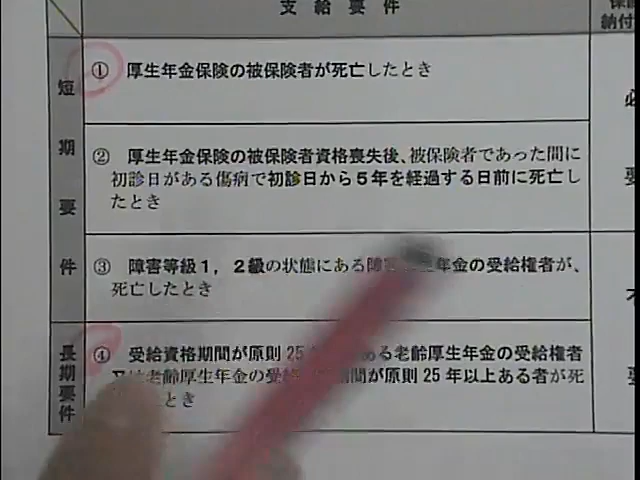 支給要件
納付
短期要件
① 厚生年金保険の被保険者が死亡したとき
② 厚生年金保険の被保険者資格喪失後、被保険者であった間に
初診日がある傷病で初診日から5年を経過する日前に死亡し
たとき
③ 障害等級1,2級の状態にある障害 年金の受給権者が、
死亡したとき
長期要件
④ 受給資格期間が原則25 ある老齢厚生年金の受給権者
老齢厚生年金の受 期間が原則25年以上ある者が死
とき